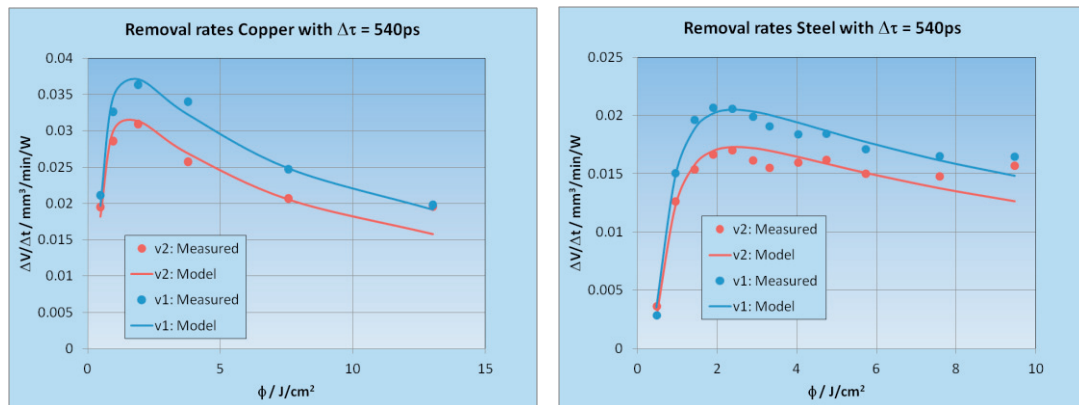 Removal rates Copper with Δτ = 540ps
0.04
0.035
0.03
0.025
0.02
0.015
0.01
0.005
0
ΔV/Δt / mm³/min/W
v2: Measured
v2: Model
v1: Measured
v1: Model
0 5 10 15
ϕ / J/cm²
Removal rates Steel with Δτ = 540ps
0.025
0.02
0.015
0.01
0.005
0
ΔV/Δt / mm³/min/W
v2: Measured
v2: Model
v1: Measured
v1: Model
0 2 4 6 8 10
ϕ / J/cm²